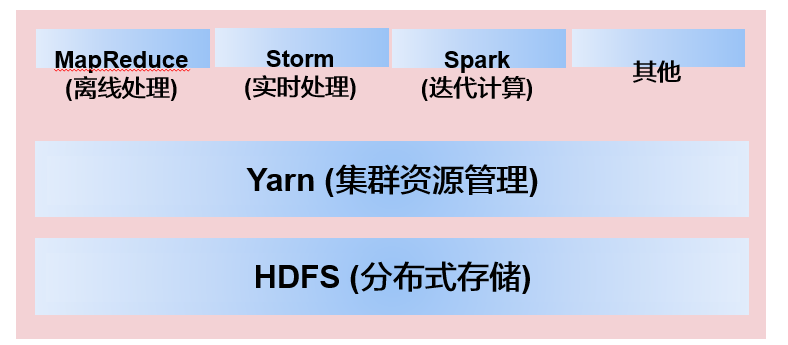 MapReduce
(离线处理)
Storm
(实时处理)
Spark
(迭代计算)
其他
Yarn (集群资源管理)
HDFS (分布式存储)